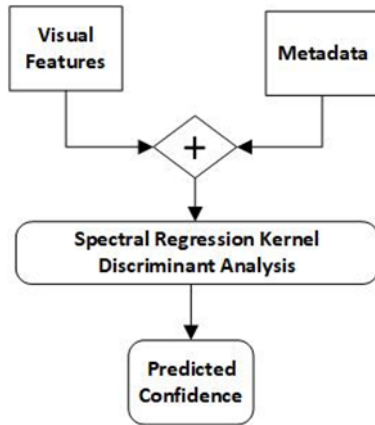 Visual
Features
Metadata
+
Spectral Regression Kernel
Discriminant Analysis
Predicted
Confidence